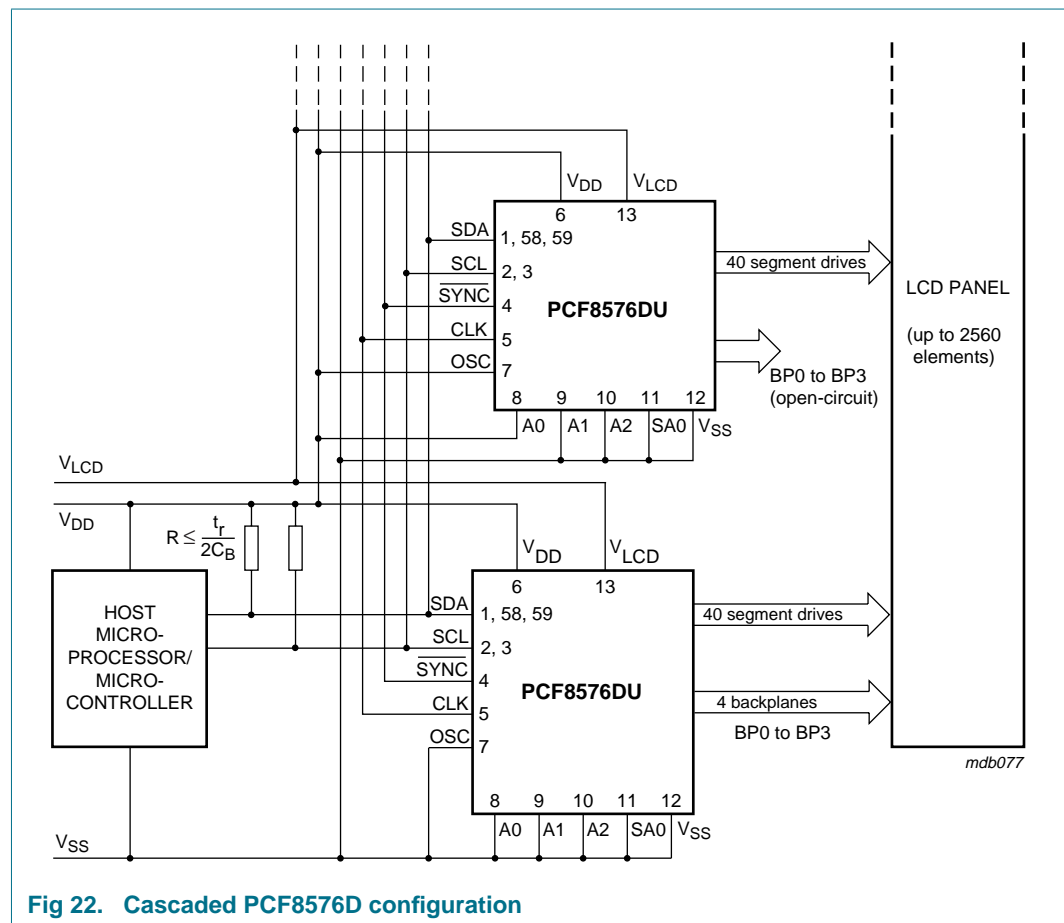 VDD
VLCD
6
13
SDA
1, 58, 59
SCL
2, 3
SYNC
4
CLK
5
OSC
7
PCF8576DU
8
9
10
11
12
A0
A1
A2
SA0
VSS
40 segment drives
BP0 to BP3
(open-circuit)
LCD PANEL
(up to 2560
elements)
VLCD
VDD
R ≤ tr/2CB
HOST
MICRO-
PROCESSOR/
MICRO-
CONTROLLER
VSS
VDD
VLCD
6
13
SDA
1, 58, 59
SCL
2, 3
SYNC
4
CLK
5
OSC
7
PCF8576DU
8
9
10
11
12
A0
A1
A2
SA0
VSS
40 segment drives
4 backplanes
BP0 to BP3
mdb077
Fig 22. Cascaded PCF8576D configuration